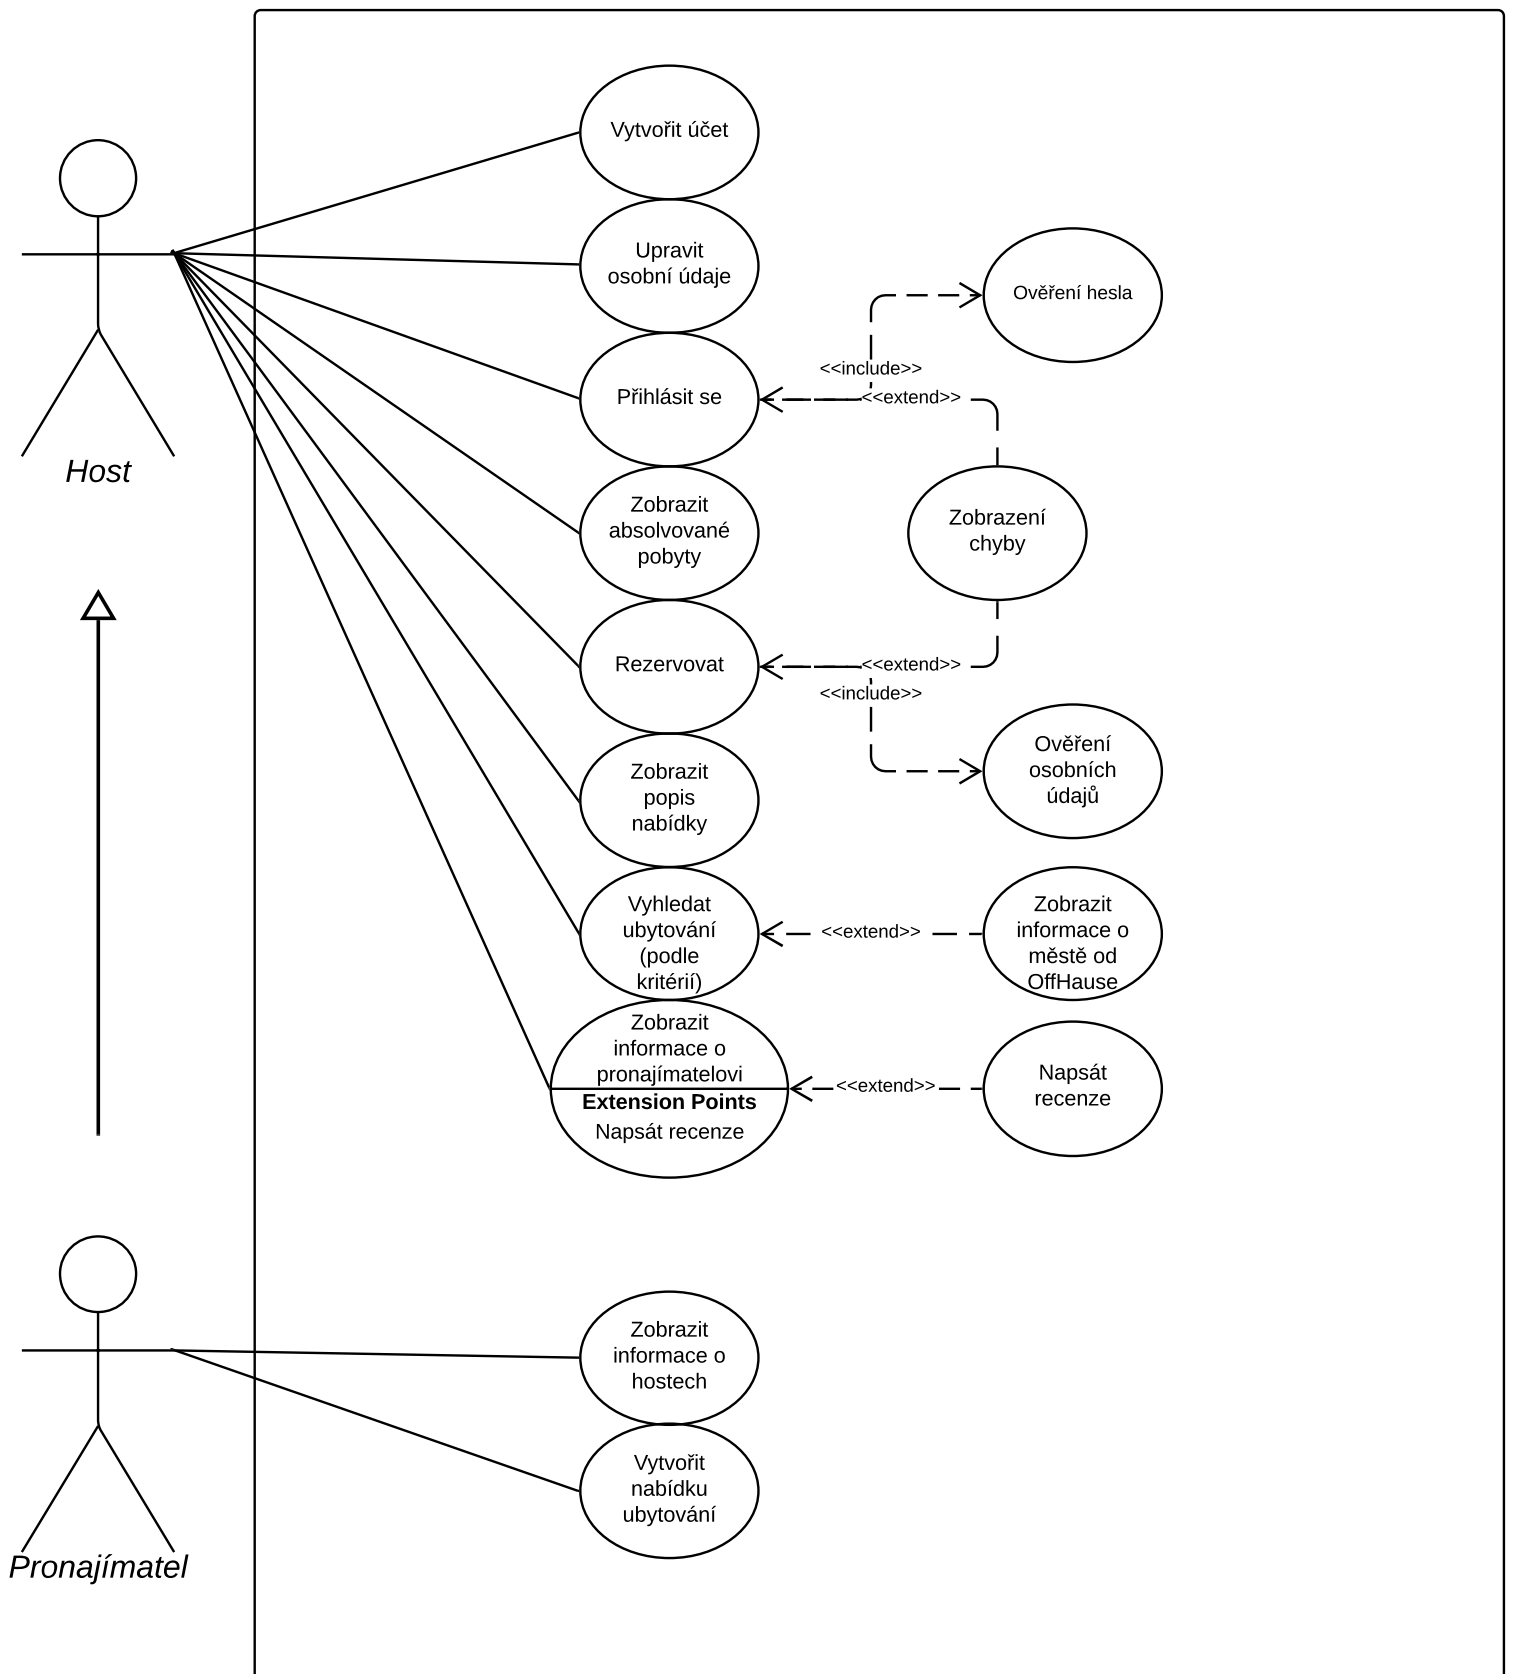 Vytvořit účet
Upravit
osobní údaje
Ověření hesla
<<include>>
Přihlásit se
<<extend>>
Host
Zobrazit
absolvované
pobyty
Zobrazení
chyby
Rezervovat
<<extend>>
<<include>>
Ověření
osobních
údajů
Zobrazit
popis
nabídky
Vyhledat
ubytování
(podle
kritérií)
<<extend>>
Zobrazit
informace o
městě od
OffHause
Zobrazit
informace o
pronajímatelovi
Extension Points
Napsát recenze
<<extend>>
Napsát
recenze
Zobrazit
informace o
hostech
Vytvořit
nabídku
ubytování
Pronajímatel